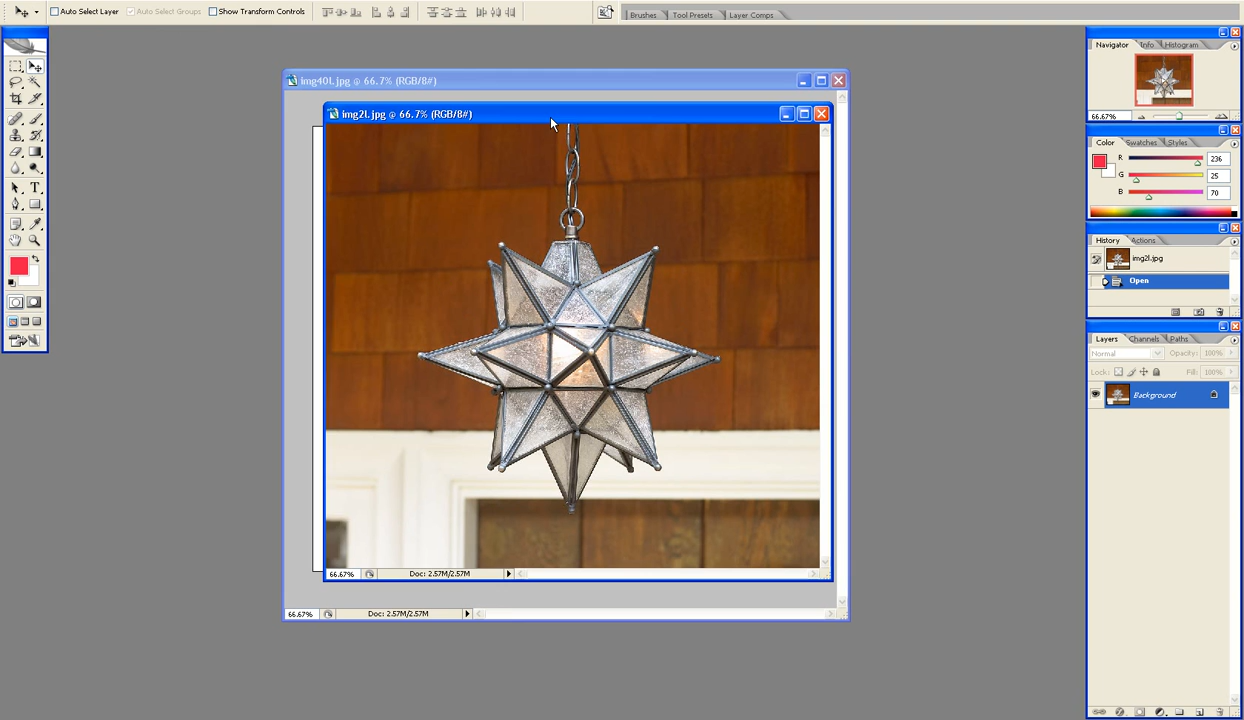 Auto Select Layer Auto Select Groups Show Transform Controls Brushes Tool Presets Layer Comps
img40l.jpg @ 66.7% (RGB/8#)
img2l.jpg @ 66.7% (RGB/8#)
66.67% Doc: 2.57M/2.57M
66.67% Doc: 2.57M/2.57M
Navigator Info Histogram
66.67%
Color Swatches Styles
R 236
G 25
B 70
History Actions
img2l.jpg
Open
Layers Channels Paths
Normal Opacity: 100%
Lock: Fill: 100%
Background
T